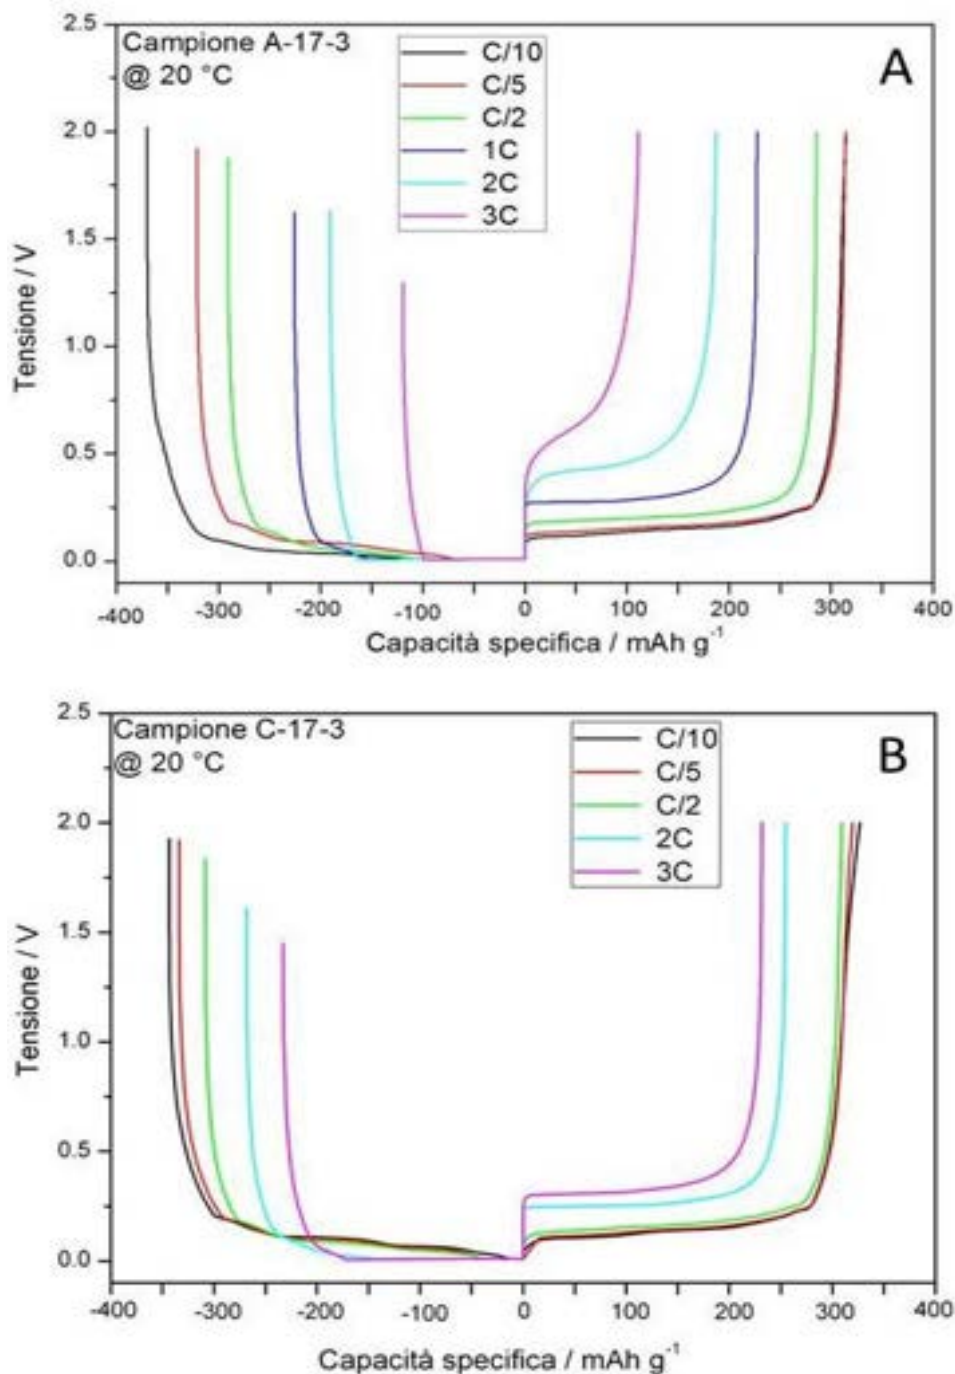 Campione A-17-3
@ 20 °C
C/10
C/5
C/2
1C
2C
3C
A
2.5
2.0
1.5
1.0
0.5
0.0
Tensione / V
-400 -300 -200 -100 0 100 200 300 400
Capacità specifica / mAh g⁻¹
Campione C-17-3
@ 20 °C
C/10
C/5
C/2
2C
3C
B
2.5
2.0
1.5
1.0
0.5
0.0
Tensione / V
-400 -300 -200 -100 0 100 200 300 400
Capacità specifica / mAh g⁻¹